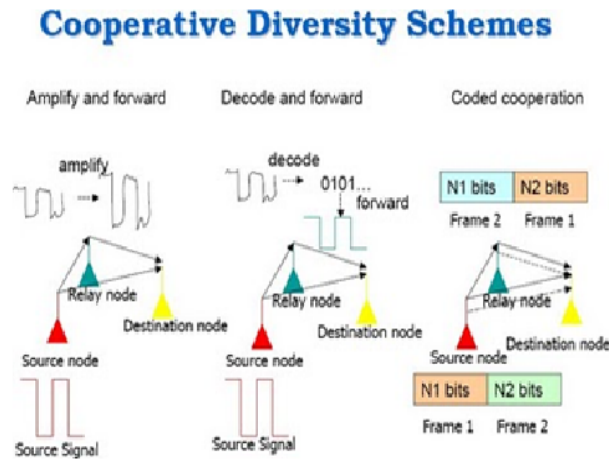 Cooperative Diversity Schemes
Amplify and forward
amplify
Relay node
Destination node
Source node
Source Signal
Decode and forward
decode
0101...
forward
Relay node
Destination node
Source node
Source Signal
Coded cooperation
N1 bits N2 bits
Frame 2 Frame 1
Relay node
Destination node
Source node
N1 bits N2 bits
Frame 1 Frame 2